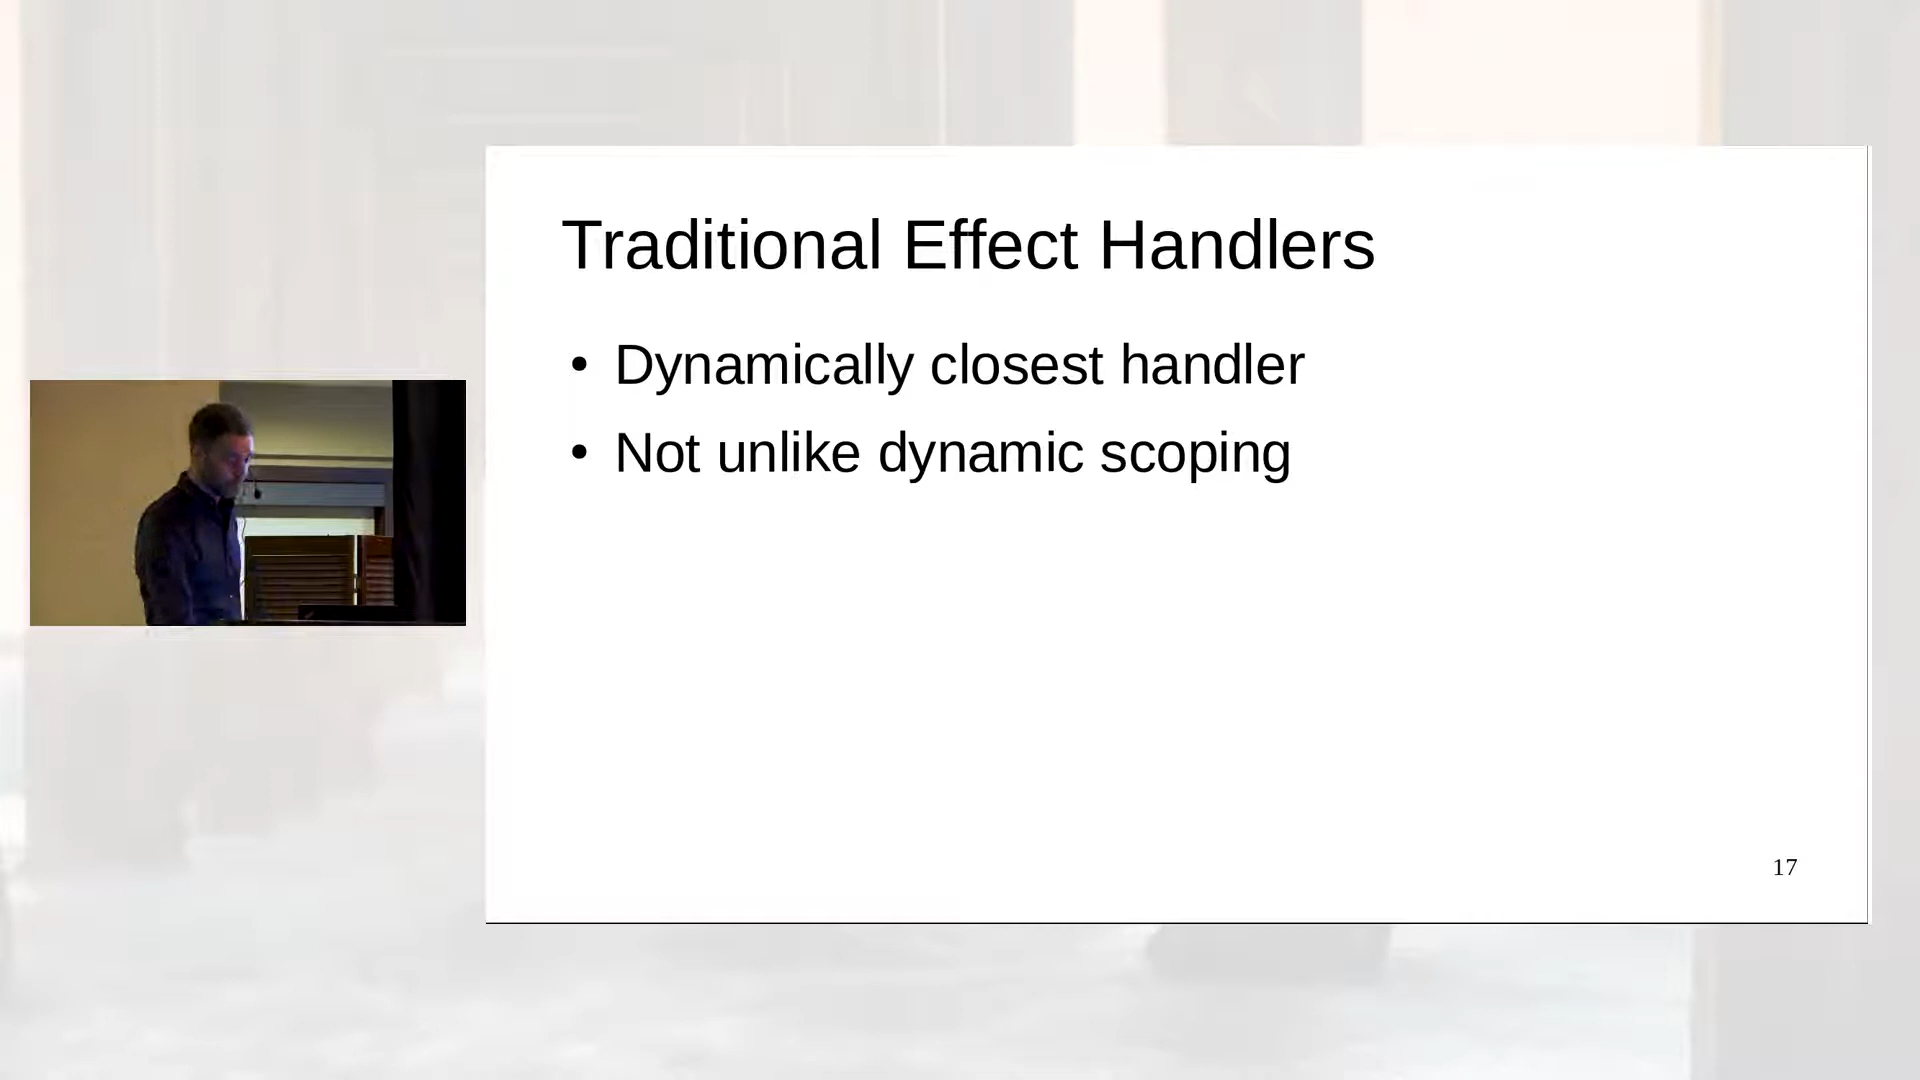 Traditional Effect Handlers
• Dynamically closest handler
• Not unlike dynamic scoping
17